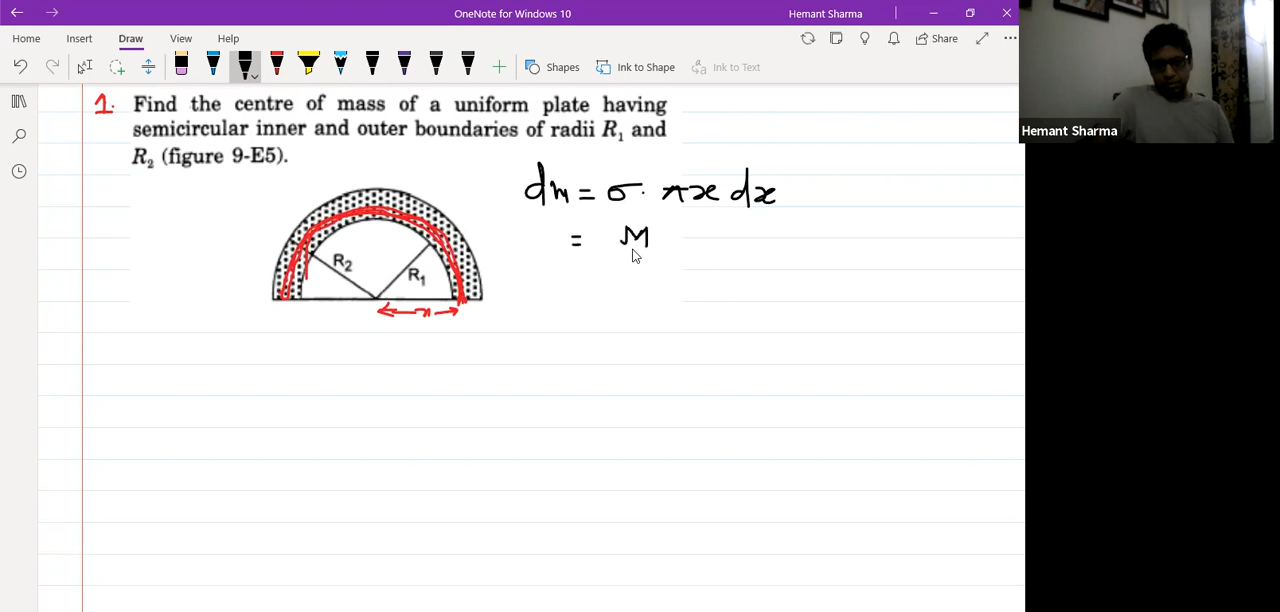 OneNote for Windows 10
Hemant Sharma
Home Insert Draw View Help
Share
Shapes Ink to Shape Ink to Text
1. Find the centre of mass of a uniform plate having
semicircular inner and outer boundaries of radii R₁ and
R₂ (figure 9-E5).
dm = σ. πx dx
= M
R₂
R₁
x
Hemant Sharma